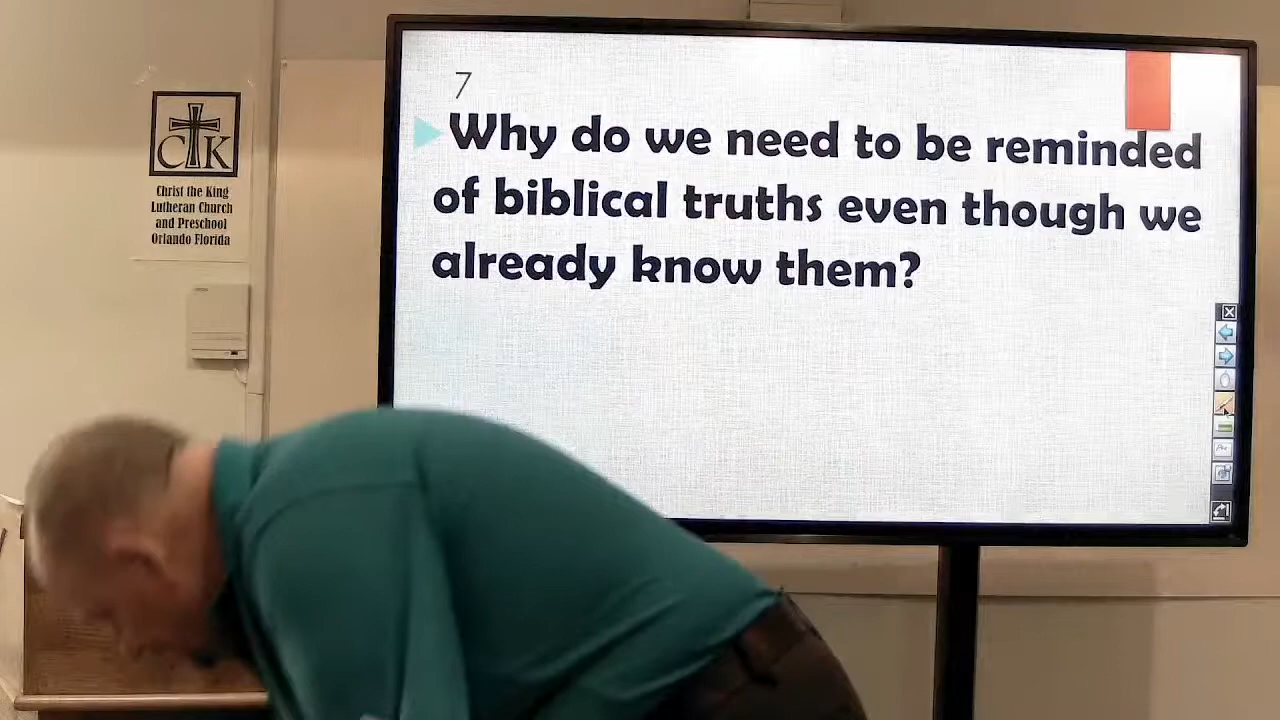 CTK
Christ the King
Lutheran Church
and Preschool
Orlando Florida
7
Why do we need to be reminded
of biblical truths even though we
already know them?